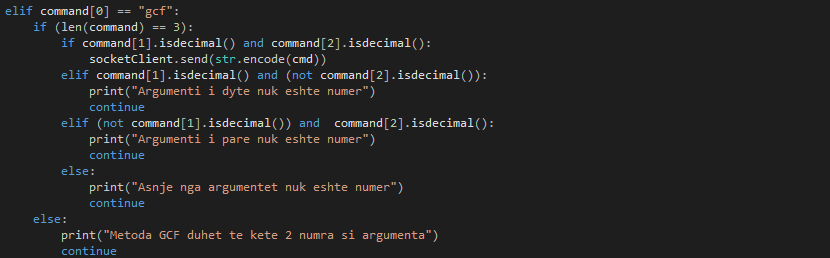 elif command[0] == "gcf":
    if (len(command) == 3):
        if command[1].isdecimal() and command[2].isdecimal():
            socketClient.send(str.encode(cmd))
        elif command[1].isdecimal() and (not command[2].isdecimal()):
            print("Argumenti i dyte nuk eshte numer")
            continue
        elif (not command[1].isdecimal()) and  command[2].isdecimal():
            print("Argumenti i pare nuk eshte numer")
            continue
        else:
            print("Asnje nga argumentet nuk eshte numer")
            continue
    else:
        print("Metoda GCF duhet te kete 2 numra si argumenta")
        continue